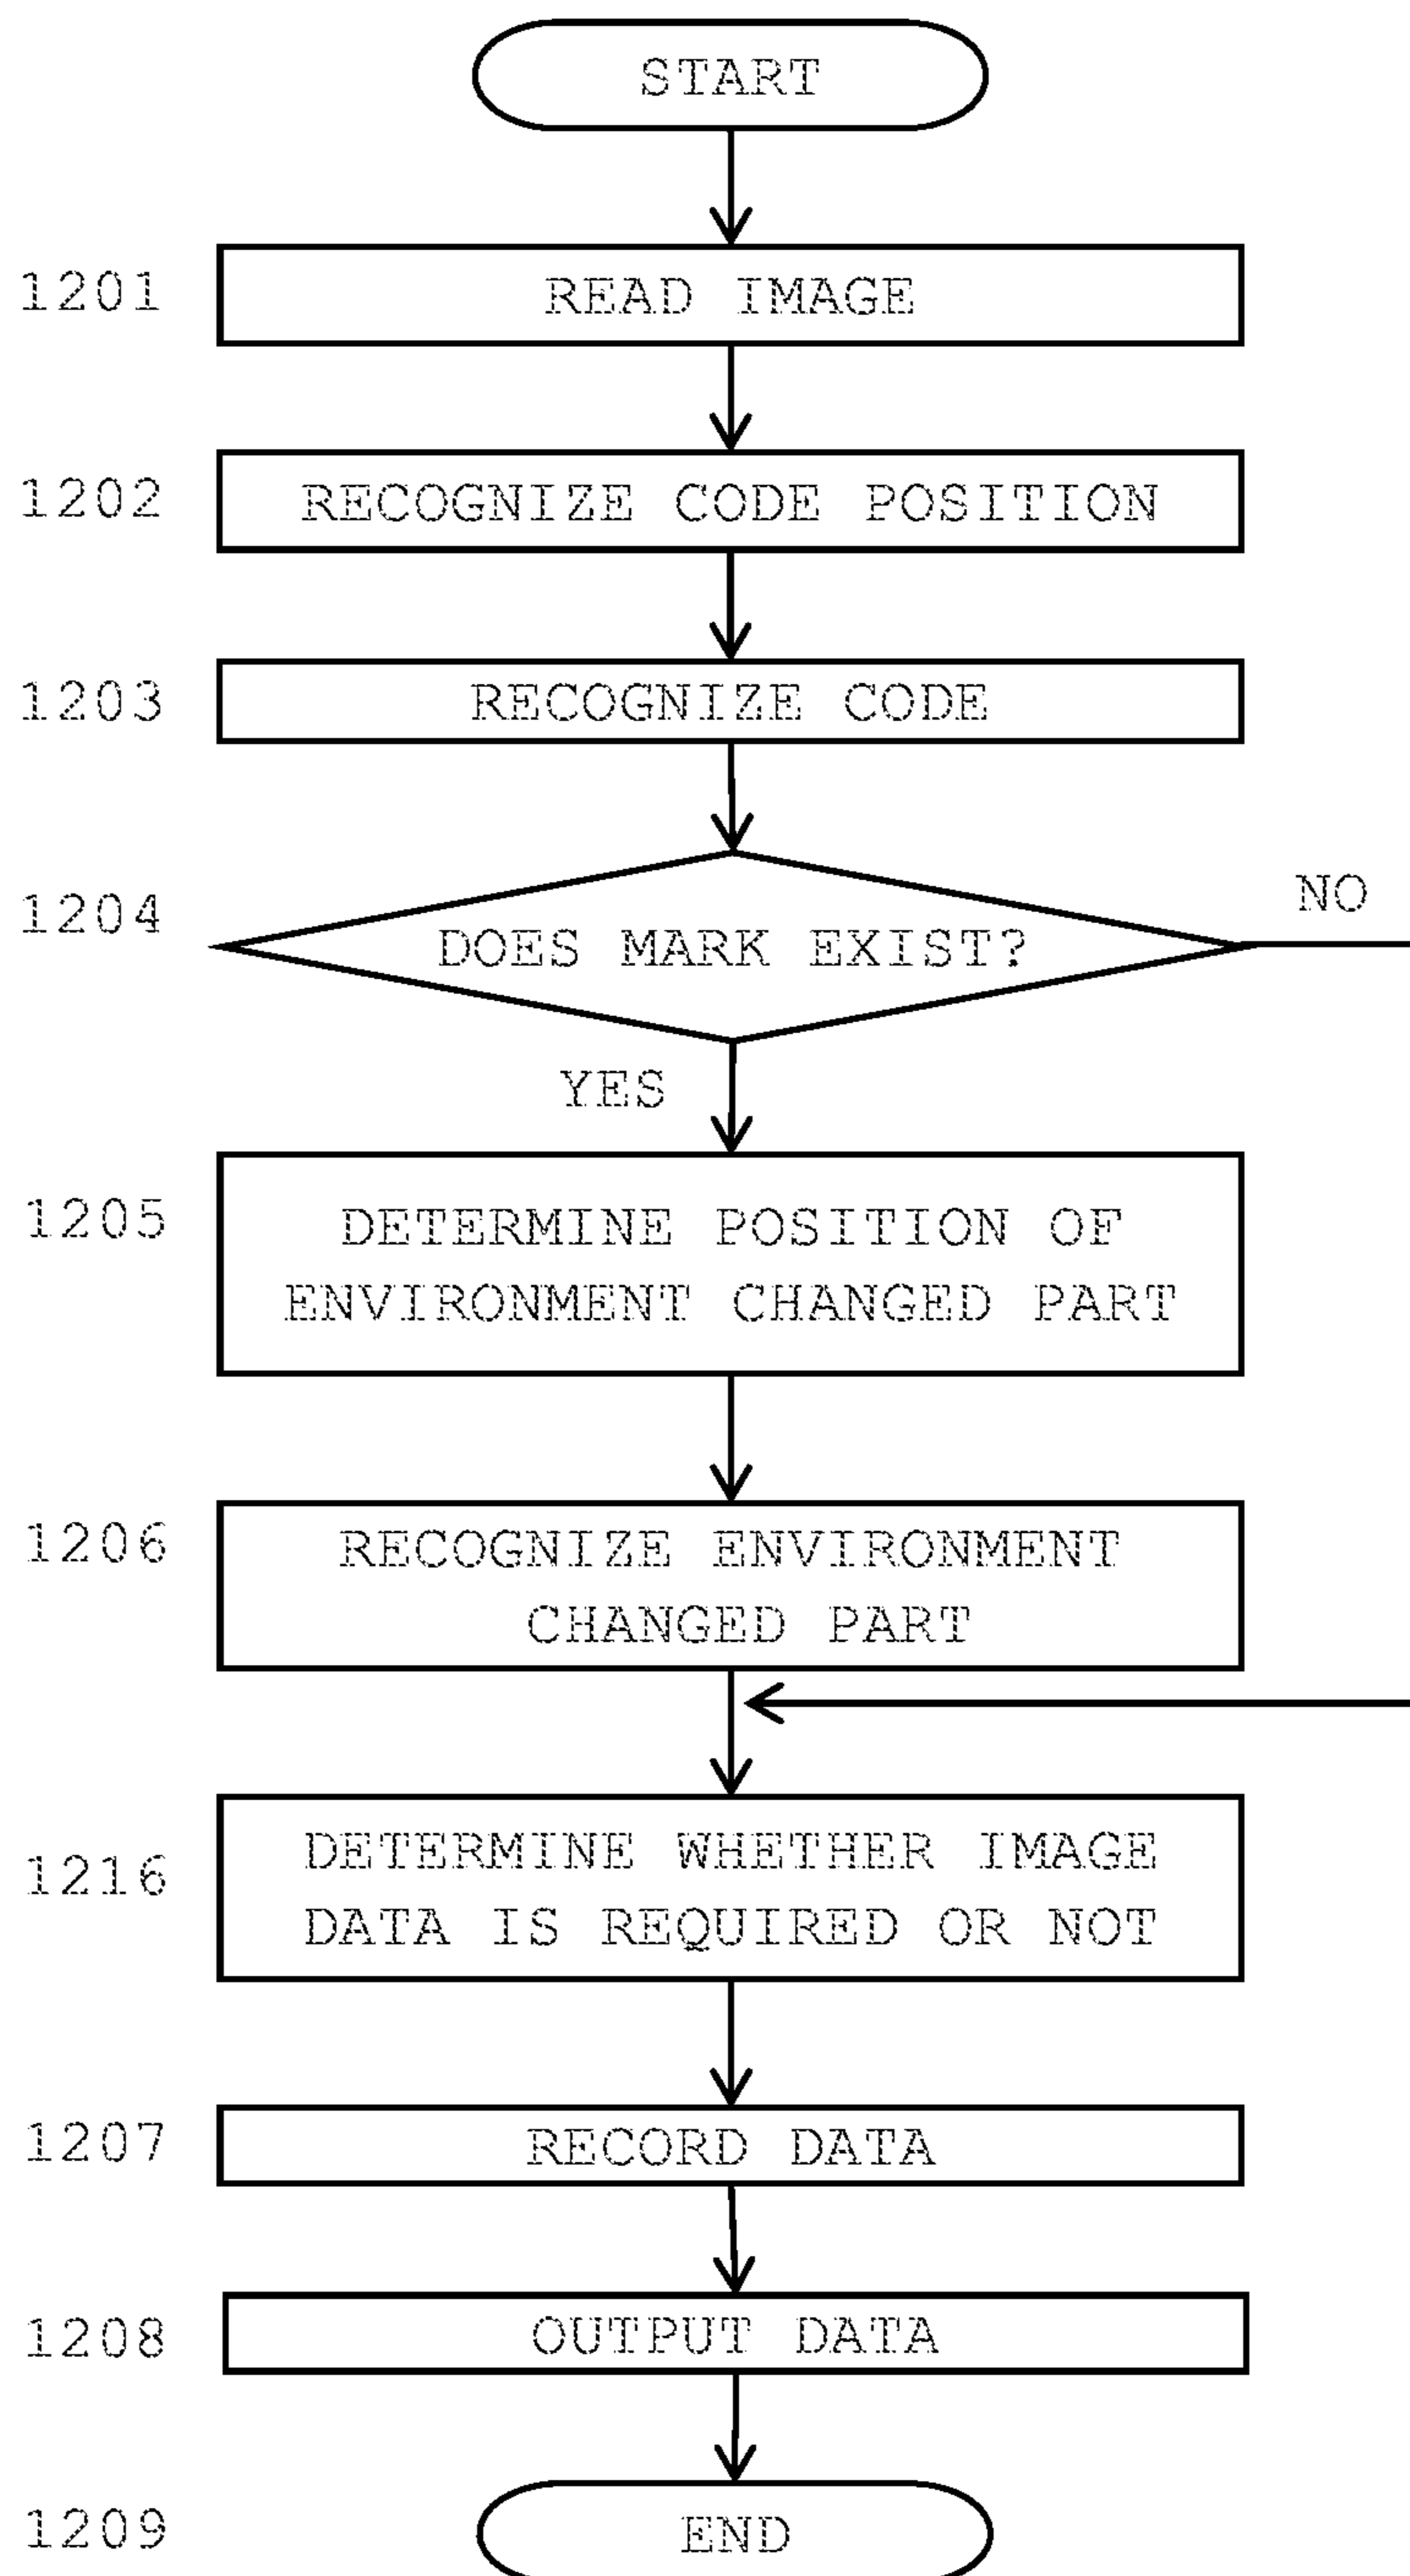 START
1201
READ IMAGE
1202
RECOGNIZE CODE POSITION
1203
RECOGNIZE CODE
1204
DOES MARK EXIST?
NO
YES
1205
DETERMINE POSITION OF
ENVIRONMENT CHANGED PART
1206
RECOGNIZE ENVIRONMENT
CHANGED PART
1216
DETERMINE WHETHER IMAGE
DATA IS REQUIRED OR NOT
1207
RECORD DATA
1208
OUTPUT DATA
1209
END